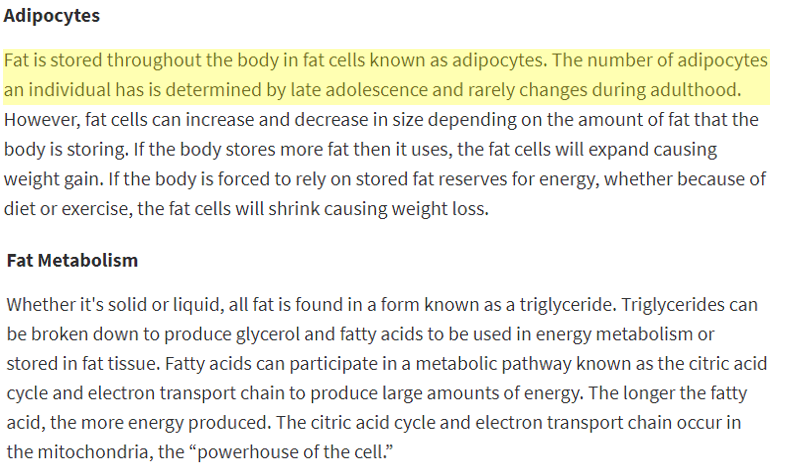 Adipocytes
Fat is stored throughout the body in fat cells known as adipocytes. The number of adipocytes
an individual has is determined by late adolescence and rarely changes during adulthood.
However, fat cells can increase and decrease in size depending on the amount of fat that the
body is storing. If the body stores more fat then it uses, the fat cells will expand causing
weight gain. If the body is forced to rely on stored fat reserves for energy, whether because of
diet or exercise, the fat cells will shrink causing weight loss.
Fat Metabolism
Whether it's solid or liquid, all fat is found in a form known as a triglyceride. Triglycerides can
be broken down to produce glycerol and fatty acids to be used in energy metabolism or
stored in fat tissue. Fatty acids can participate in a metabolic pathway known as the citric acid
cycle and electron transport chain to produce large amounts of energy. The longer the fatty
acid, the more energy produced. The citric acid cycle and electron transport chain occur in
the mitochondria, the “powerhouse of the cell.”